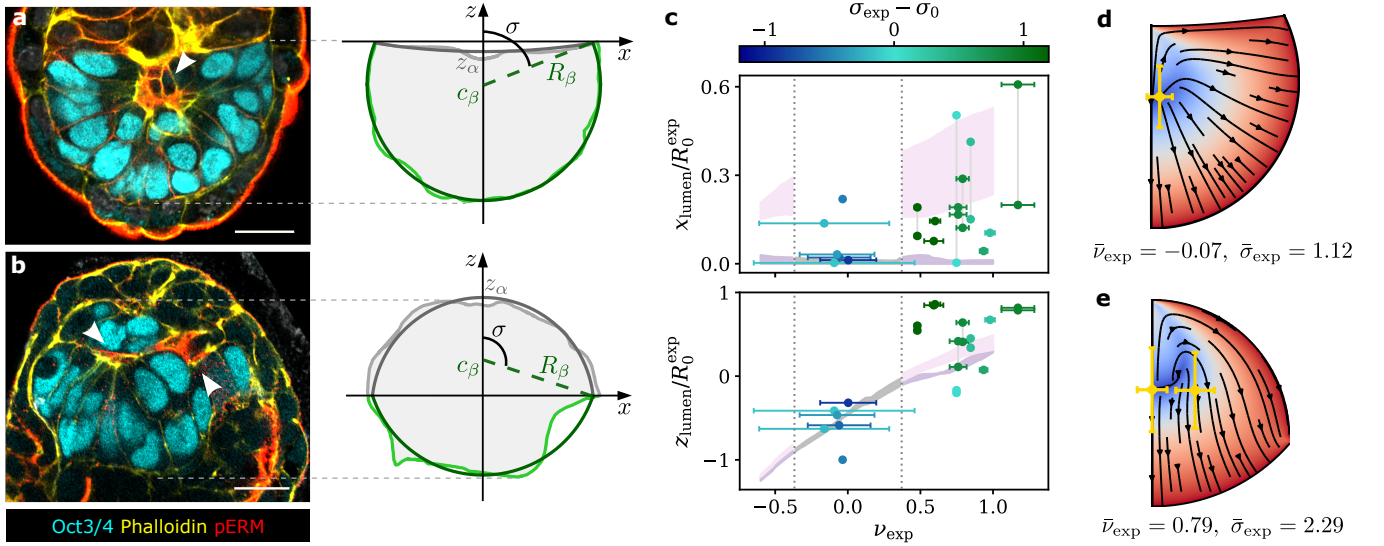 a
z
σ
x
z_α
R_β
c_β
b
z
z_α
σ
c_β
R_β
x
Oct3/4 Phalloidin pERM
c
σ_exp − σ_0
−1 0 1
x_lumen/R_0^exp
0.6
0.3
0.0
z_lumen/R_0^exp
1
0
−1
−0.5 0.0 0.5 1.0
ν_exp
d
ν̄_exp = −0.07, σ̄_exp = 1.12
e
ν̄_exp = 0.79, σ̄_exp = 2.29